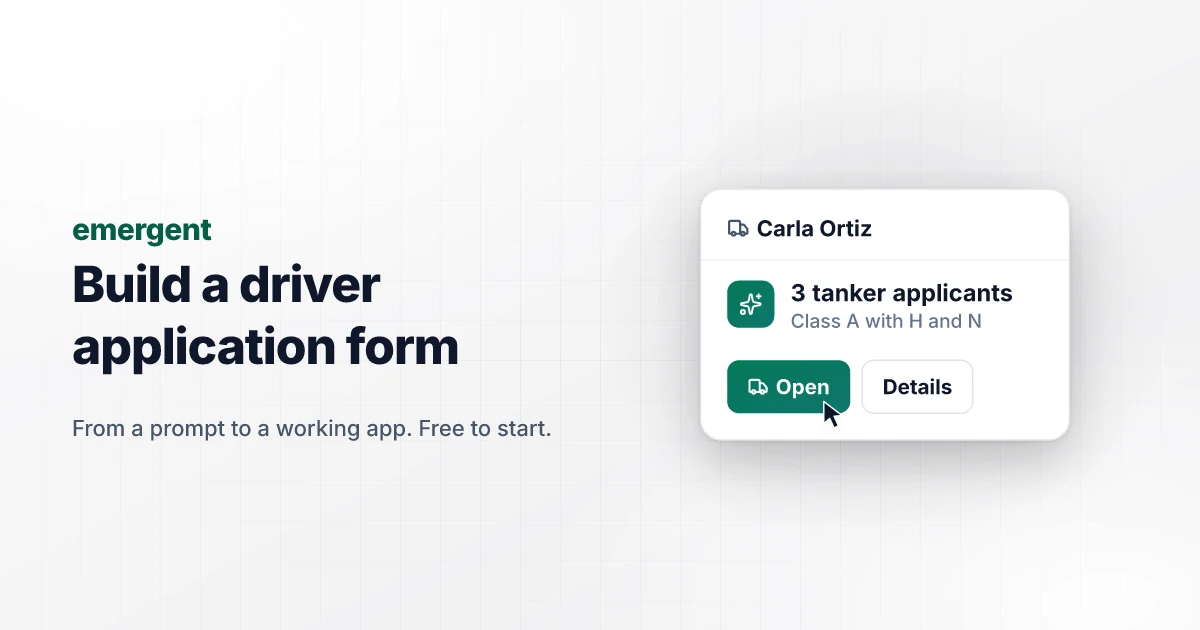 emergent
Build a driver
application form
From a prompt to a working app. Free to start.
Carla Ortiz
3 tanker applicants
Class A with H and N
Open
Details